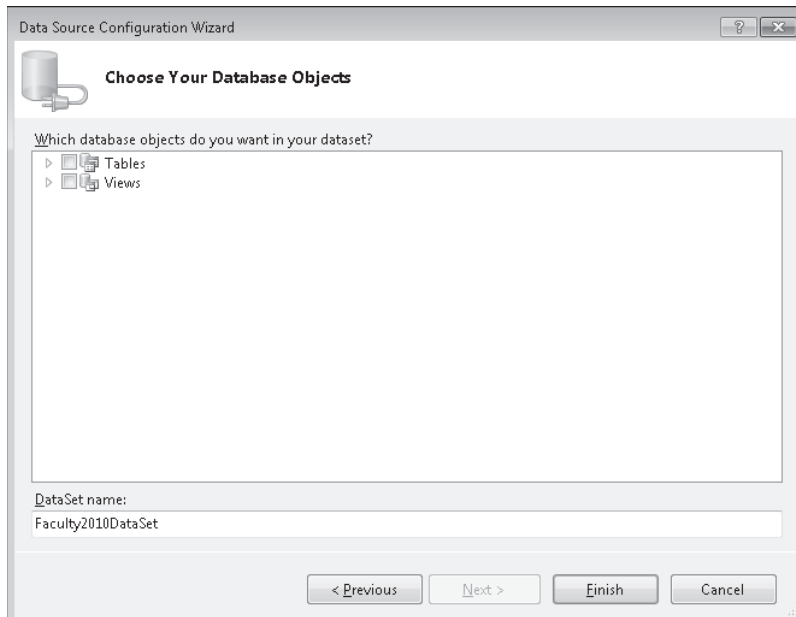 Data Source Configuration Wizard
Choose Your Database Objects
Which database objects do you want in your dataset?
Tables
Views
DataSet name:
Faculty2010DataSet
< Previous
Next >
Finish
Cancel